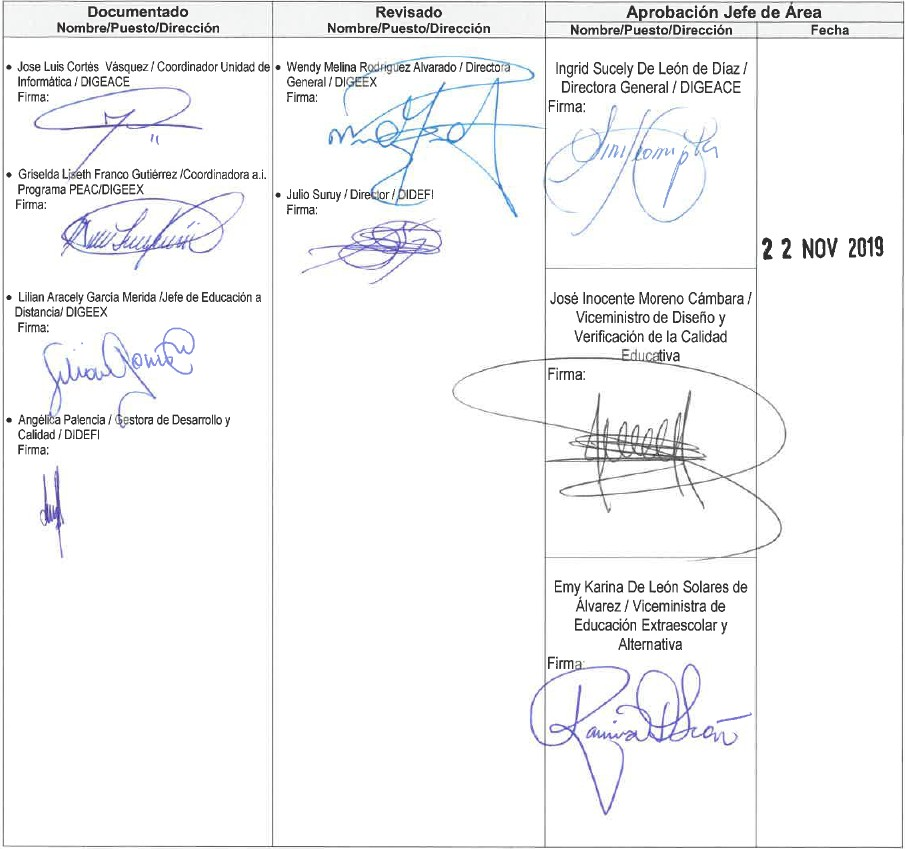 Documentado
Nombre/Puesto/Dirección
Revisado
Nombre/Puesto/Dirección
Aprobación Jefe de Área
Nombre/Puesto/Dirección
Fecha
• Jose Luis Cortés Vásquez / Coordinador Unidad de
Informática / DIGEACE
Firma:
• Griselda Liseth Franco Gutiérrez /Coordinadora a.i.
Programa PEAC/DIGEEX
Firma:
• Lilian Aracely García Merida /Jefe de Educación a
Distancia/ DIGEEX
Firma:
• Angélica Palencia / Gestora de Desarrollo y
Calidad / DIDEFI
Firma:
• Wendy Melina Rodriguez Alvarado / Directora
General / DIGEEX
Firma:
• Julio Suruy / Director / DIDEFI
Firma:
Ingrid Sucely De León de Díaz /
Directora General / DIGEACE
Firma:
José Inocente Moreno Cámbara /
Viceministro de Diseño y
Verificación de la Calidad
Educativa
Firma:
Emy Karina De León Solares de
Álvarez / Viceministra de
Educación Extraescolar y
Alternativa
Firma:
22 NOV 2019